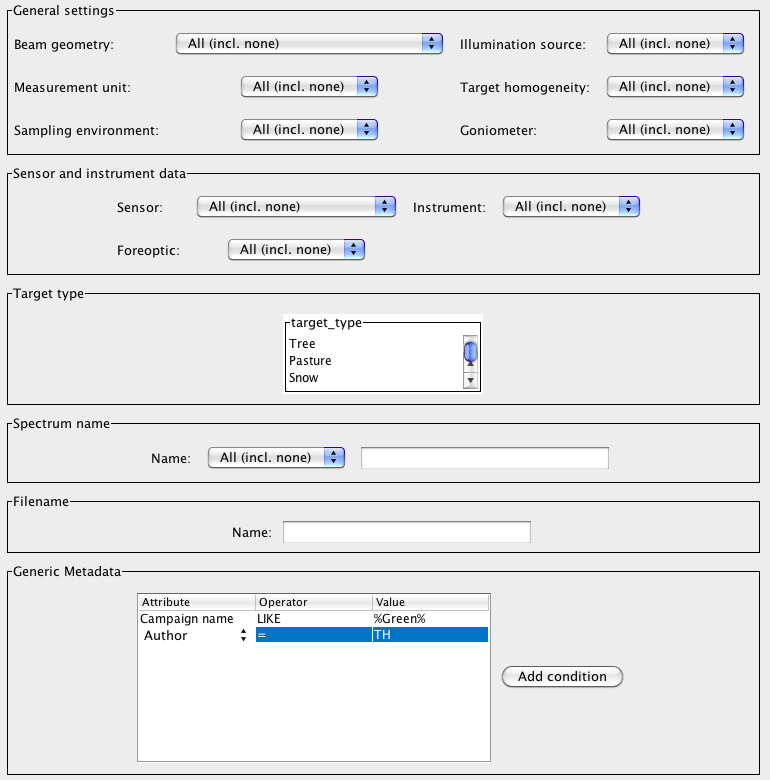 General settings
Beam geometry: All (incl. none) Illumination source: All (incl. none)
Measurement unit: All (incl. none) Target homogeneity: All (incl. none)
Sampling environment: All (incl. none) Goniometer: All (incl. none)
Sensor and instrument data
Sensor: All (incl. none) Instrument: All (incl. none)
Foreoptic: All (incl. none)
Target type
target_type
Tree
Pasture
Snow
Spectrum name
Name: All (incl. none)
Filename
Name:
Generic Metadata
Attribute Operator Value
Campaign name LIKE %Green%
Author = TH
Add condition